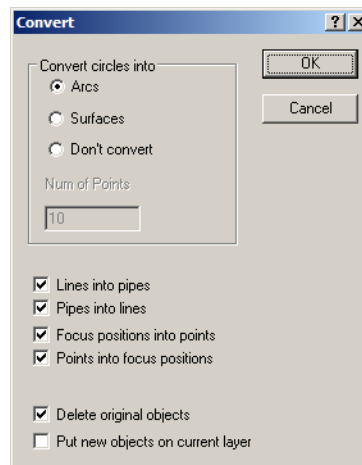 Convert
Convert circles into
OK
Arcs
Surfaces
Cancel
Don't convert
Num of Points
10
Lines into pipes
Pipes into lines
Focus positions into points
Points into focus positions
Delete original objects
Put new objects on current layer